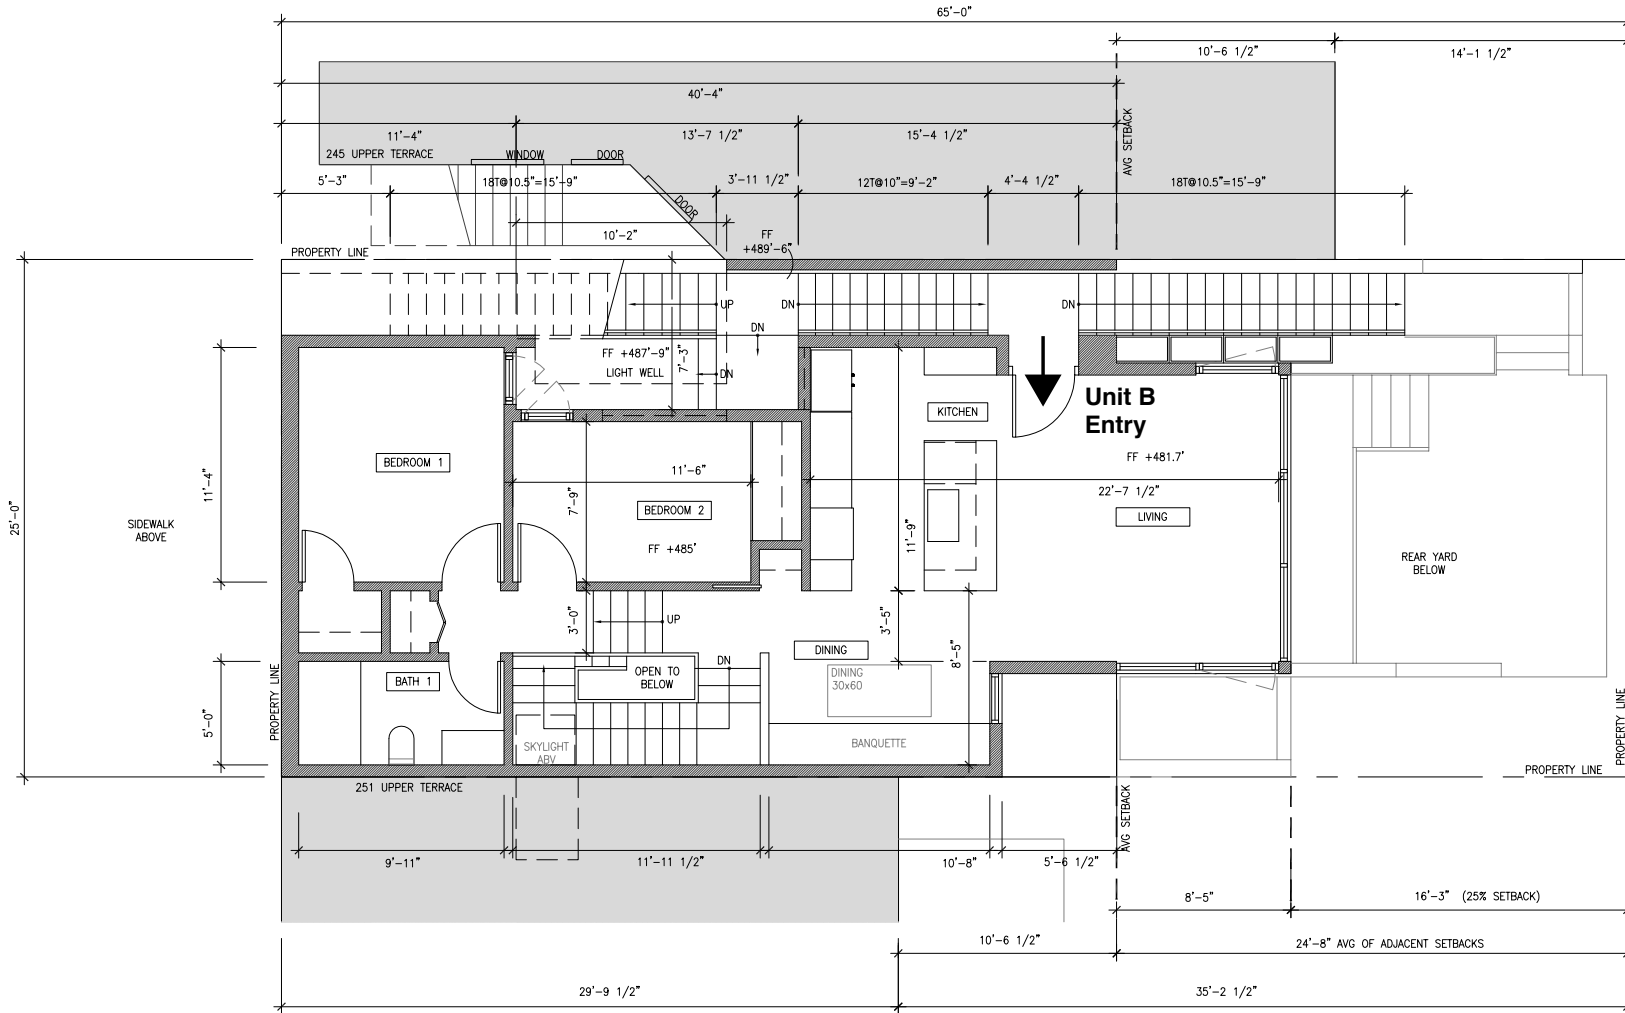 65'-0"
10'-6 1/2"
14'-1 1/2"
40'-4"
AVG SETBACK
11'-4"
13'-7 1/2"
15'-4 1/2"
245 UPPER TERRACE
WINDOW
DOOR
5'-3"
18T@10.5"=15'-9"
3'-11 1/2"
12T@10"=9'-2"
4'-4 1/2"
18T@10.5"=15'-9"
DOOR
10'-2"
FF
+489'-6"
PROPERTY LINE
UP
DN
DN
DN
FF +487'-9"
LIGHT WELL
7'-3"
DN
Unit B
Entry
KITCHEN
BEDROOM 1
11'-6"
FF +481.7'
22'-7 1/2"
11'-4"
7'-9"
BEDROOM 2
LIVING
25'-0"
SIDEWALK
ABOVE
FF +485'
11'-9"
REAR YARD
BELOW
3'-0"
UP
3'-5"
DINING
8'-5"
DN
OPEN TO
BELOW
DINING
30x60
BATH 1
PROPERTY LINE
5'-0"
SKYLIGHT
ABV
BANQUETTE
PROPERTY LINE
PROPERTY LINE
251 UPPER TERRACE
AVG SETBACK
9'-11"
11'-11 1/2"
10'-8"
5'-6 1/2"
8'-5"
16'-3" (25% SETBACK)
10'-6 1/2"
24'-8" AVG OF ADJACENT SETBACKS
29'-9 1/2"
35'-2 1/2"